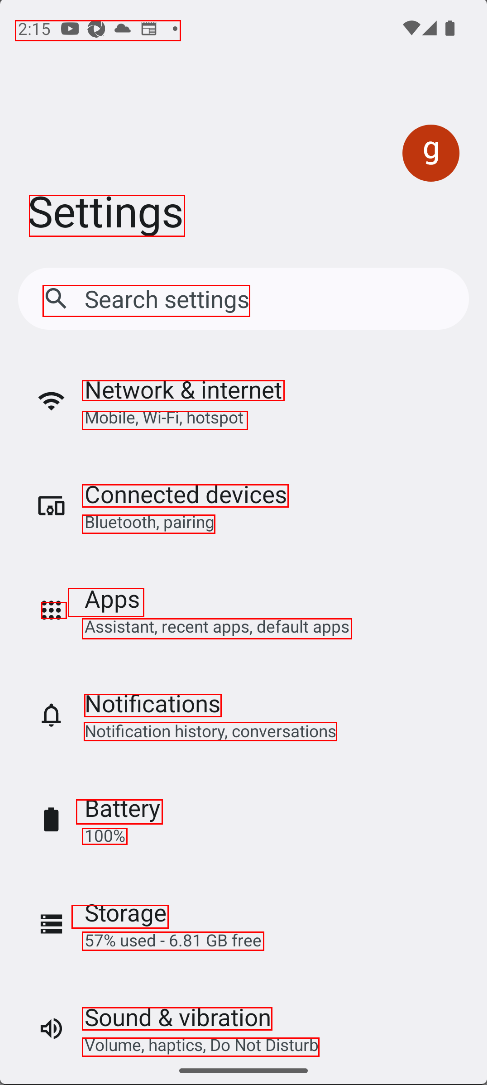 2:15
g
Settings
Search settings
Network & internet
Mobile, Wi-Fi, hotspot
Connected devices
Bluetooth, pairing
Apps
Assistant, recent apps, default apps
Notifications
Notification history, conversations
Battery
100%
Storage
57% used - 6.81 GB free
Sound & vibration
Volume, haptics, Do Not Disturb